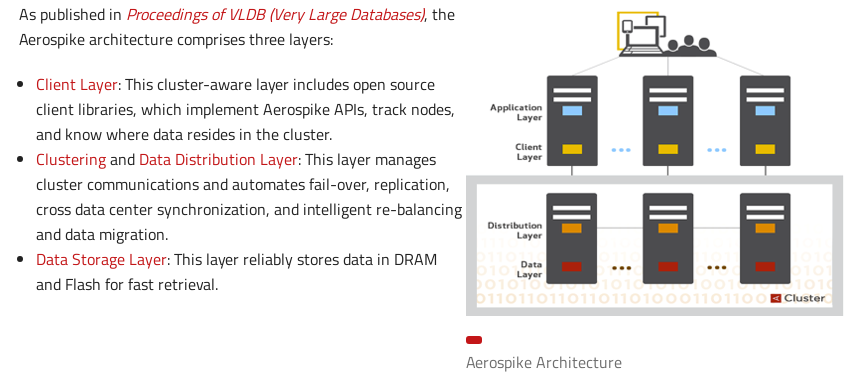 As published in Proceedings of VLDB (Very Large Databases), the
Aerospike architecture comprises three layers:
Client Layer: This cluster-aware layer includes open source
client libraries, which implement Aerospike APIs, track nodes,
and know where data resides in the cluster.
Clustering and Data Distribution Layer: This layer manages
cluster communications and automates fail-over, replication,
cross data center synchronization, and intelligent re-balancing
and data migration.
Data Storage Layer: This layer reliably stores data in DRAM
and Flash for fast retrieval.
Application
Layer
Client
Layer
Distribution
Layer
Data
Layer
Cluster
Aerospike Architecture